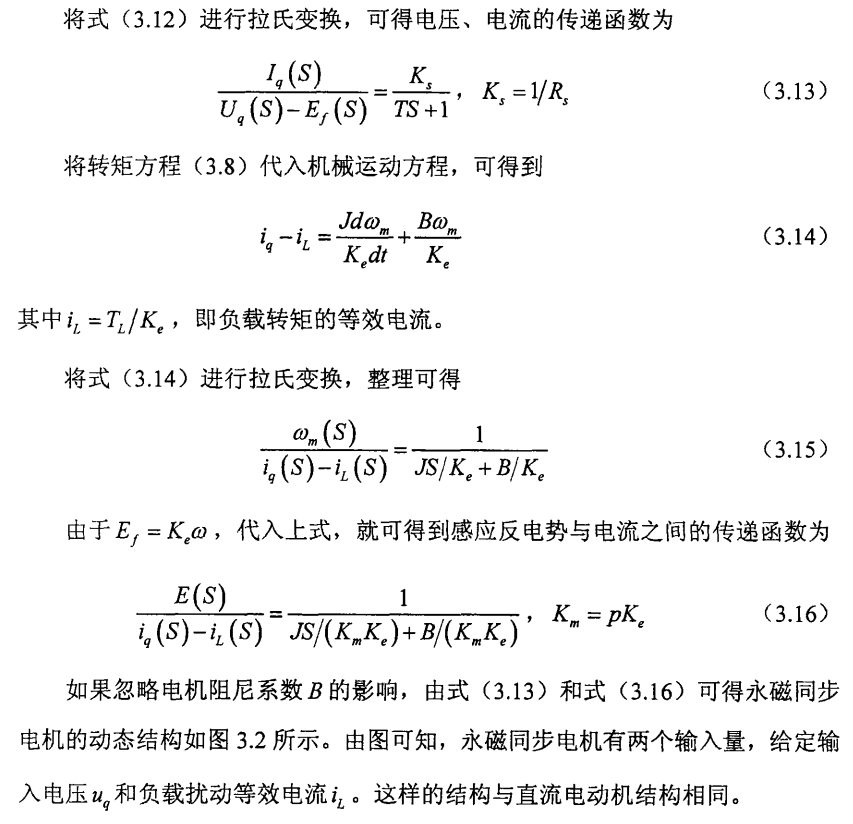 将式（3.12）进行拉氏变换，可得电压、电流的传递函数为
I_q(S)/(U_q(S)−E_f(S)) = K_s/(TS+1)， K_s=1/R_s （3.13）
将转矩方程（3.8）代入机械运动方程，可得到
i_q−i_L = Jdω_m/(K_e dt) + Bω_m/K_e （3.14）
其中 i_L=T_L/K_e，即负载转矩的等效电流。
将式（3.14）进行拉氏变换，整理可得
ω_m(S)/(i_q(S)−i_L(S)) = 1/(JS/K_e+B/K_e) （3.15）
由于 E_f=K_eω，代入上式，就可得到感应反电势与电流之间的传递函数为
E(S)/(i_q(S)−i_L(S)) = 1/(JS/(K_mK_e)+B/(K_mK_e))， K_m=pK_e （3.16）
如果忽略电机阻尼系数 B 的影响，由式（3.13）和式（3.16）可得永磁同步
电机的动态结构如图 3.2 所示。由图可知，永磁同步电机有两个输入量，给定输
入电压 u_q 和负载扰动等效电流 i_L。这样的结构与直流电动机结构相同。